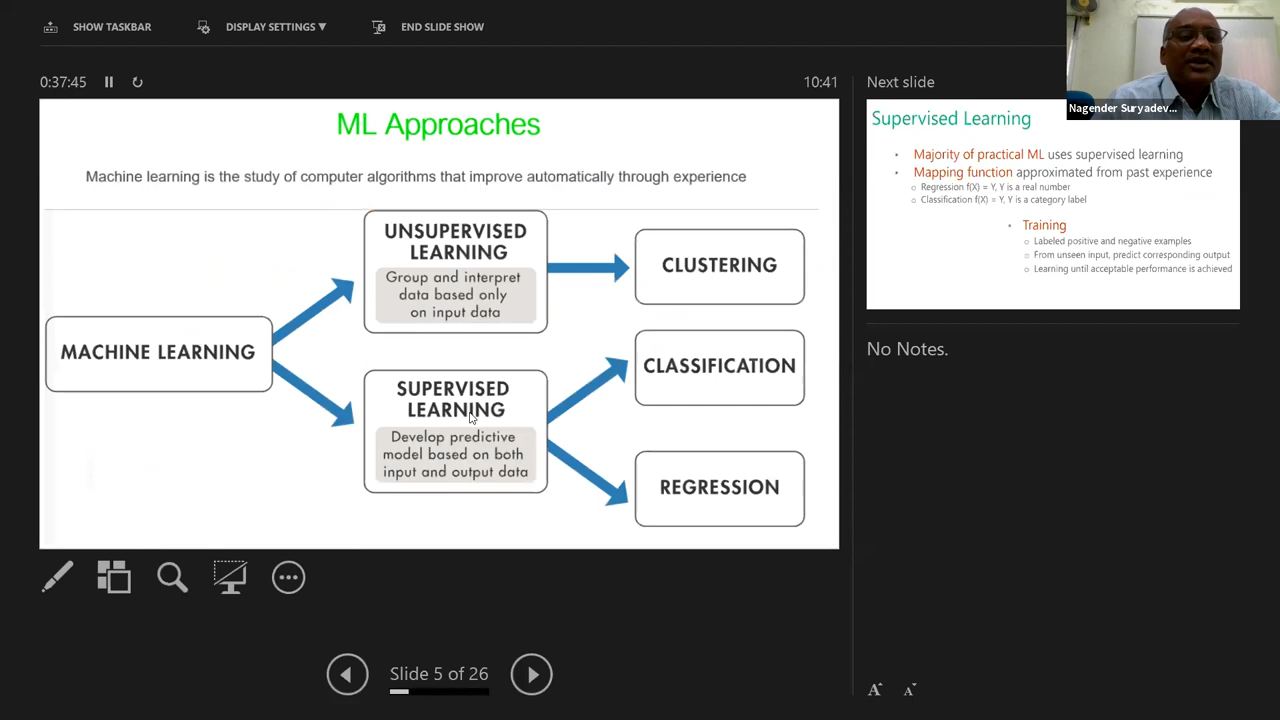 SHOW TASKBAR
DISPLAY SETTINGS ▼
END SLIDE SHOW
0:37:45
10:41
ML Approaches
Machine learning is the study of computer algorithms that improve automatically through experience
MACHINE LEARNING
UNSUPERVISED
LEARNING
Group and interpret
data based only
on input data
SUPERVISED
LEARNING
Develop predictive
model based on both
input and output data
CLUSTERING
CLASSIFICATION
REGRESSION
Slide 5 of 26
Next slide
Nagender Suryadev...
Supervised Learning
• Majority of practical ML uses supervised learning
• Mapping function approximated from past experience
○ Regression f(X) = Y, Y is a real number
○ Classification f(X) = Y, Y is a category label
• Training
○ Labeled positive and negative examples
○ From unseen input, predict corresponding output
○ Learning until acceptable performance is achieved
No Notes.
A A